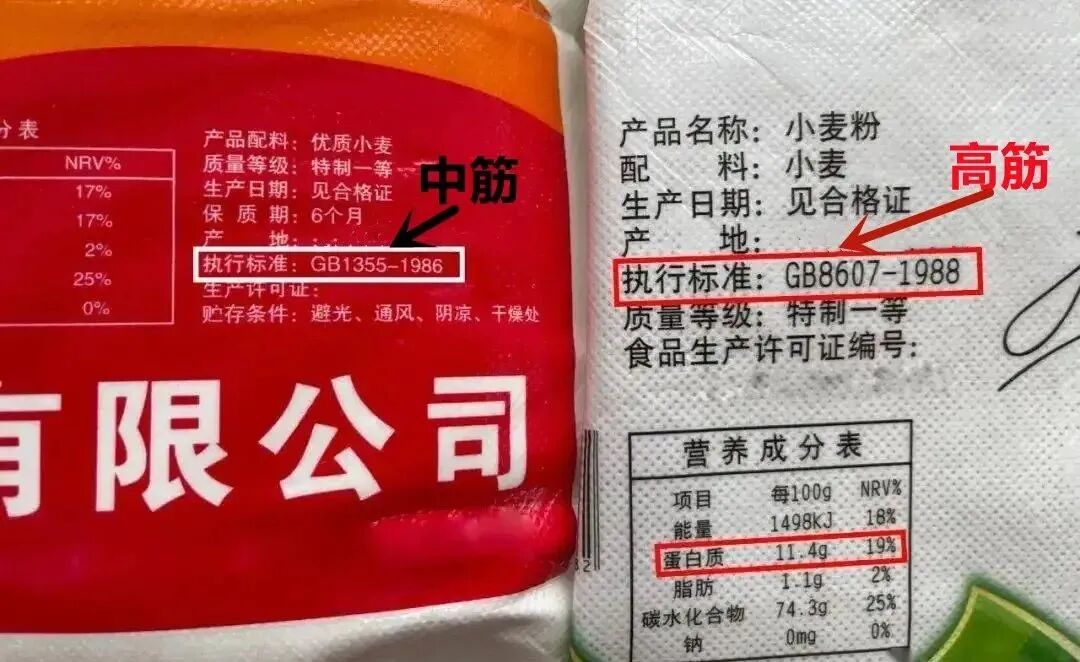 分表
NRV%
17%
17%
2%
25%
0%
产品配料：优质小麦
质量等级：特制一等
生产日期：见合格证
保 质 期：6个月
产 地：
执行标准：GB1355-1986
生产许可证：
贮存条件：避光、通风、阴凉、干燥处
中筋
有限公司
产品名称：小麦粉
配 料：小麦
生产日期：见合格证
产 地：
执行标准：GB8607-1988
质量等级：特制一等
食品生产许可证编号：
高筋
营养成分表
项目 每100g NRV%
能量 1498kJ 18%
蛋白质 11.4g 19%
脂肪 1.1g 2%
碳水化合物 74.3g 25%
钠 0mg 0%